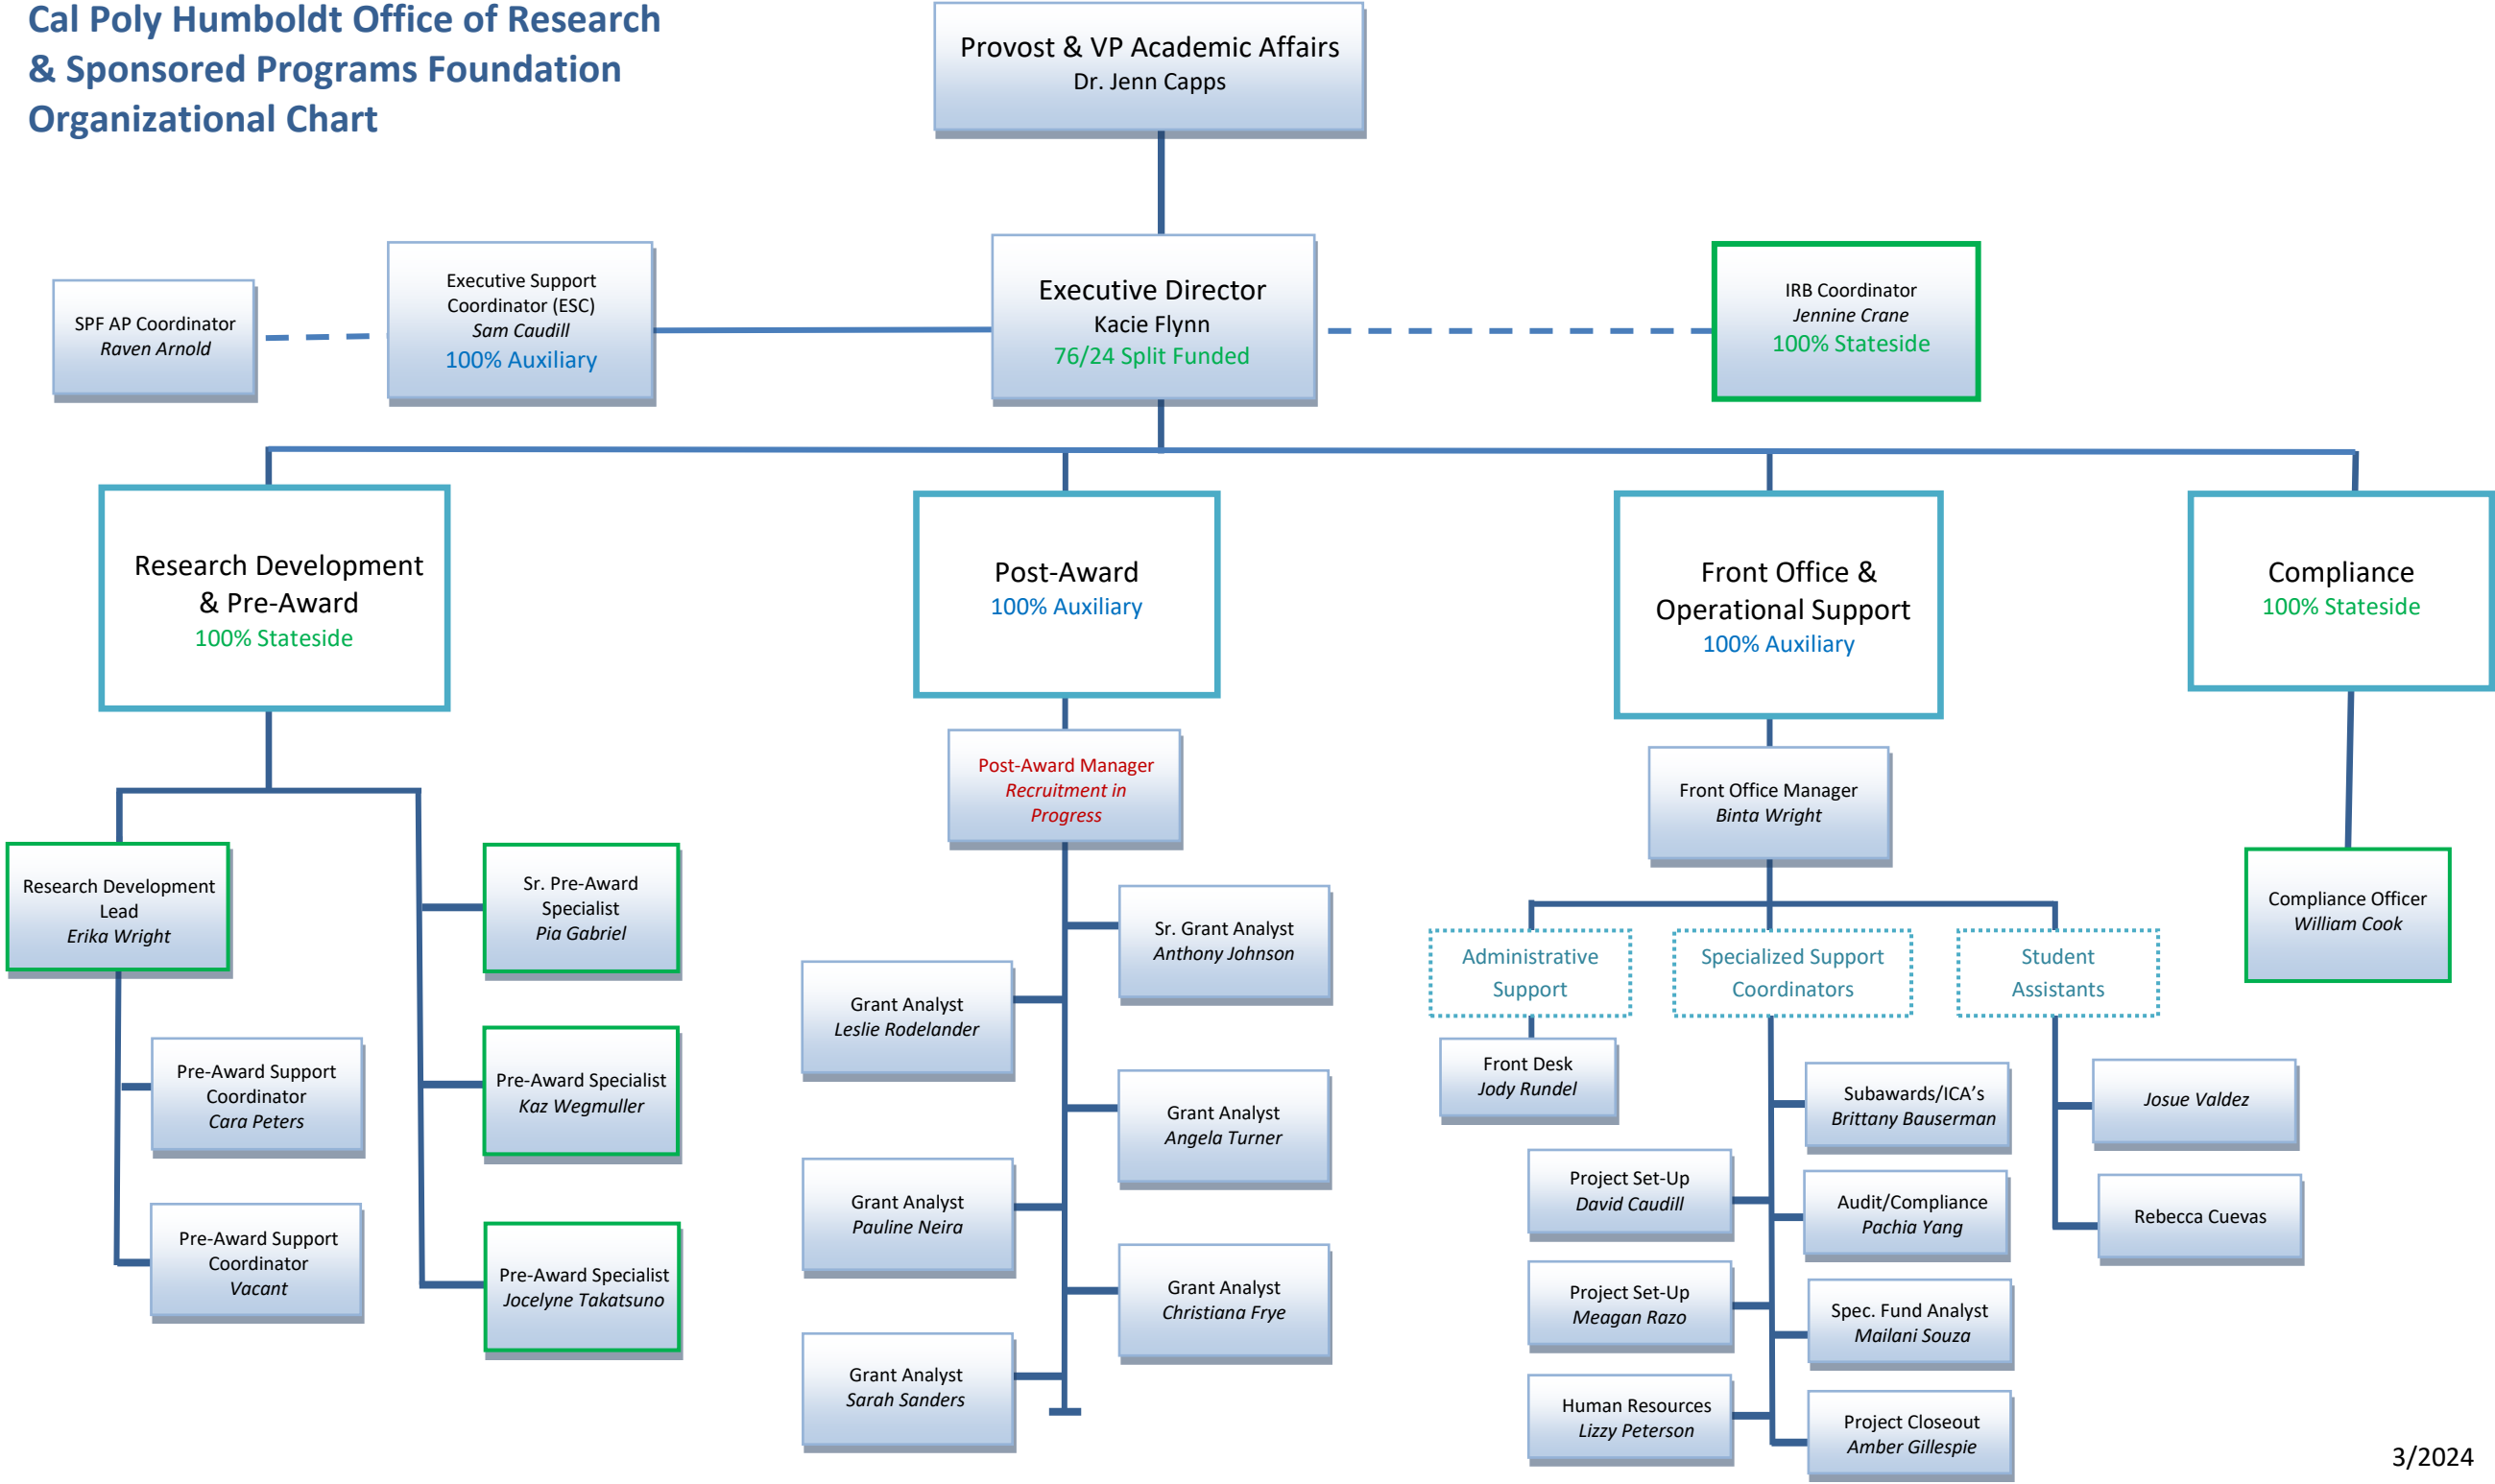 Cal Poly Humboldt Office of Research
& Sponsored Programs Foundation
Organizational Chart
Provost & VP Academic Affairs
Dr. Jenn Capps
SPF AP Coordinator
Raven Arnold
Executive Support
Coordinator (ESC)
Sam Caudill
100% Auxiliary
Executive Director
Kacie Flynn
76/24 Split Funded
IRB Coordinator
Jennine Crane
100% Stateside
Research Development
& Pre-Award
100% Stateside
Post-Award
100% Auxiliary
Front Office &
Operational Support
100% Auxiliary
Compliance
100% Stateside
Research Development
Lead
Erika Wright
Pre-Award Support
Coordinator
Cara Peters
Pre-Award Support
Coordinator
Vacant
Sr. Pre-Award
Specialist
Pia Gabriel
Pre-Award Specialist
Kaz Wegmuller
Pre-Award Specialist
Jocelyne Takatsuno
Post-Award Manager
Recruitment in
Progress
Sr. Grant Analyst
Anthony Johnson
Grant Analyst
Leslie Rodelander
Grant Analyst
Angela Turner
Grant Analyst
Pauline Neira
Grant Analyst
Christiana Frye
Grant Analyst
Sarah Sanders
Front Office Manager
Binta Wright
Administrative
Support
Front Desk
Jody Rundel
Specialized Support
Coordinators
Subawards/ICA’s
Brittany Bauserman
Project Set-Up
David Caudill
Audit/Compliance
Pachia Yang
Project Set-Up
Meagan Razo
Spec. Fund Analyst
Mailani Souza
Human Resources
Lizzy Peterson
Project Closeout
Amber Gillespie
Student
Assistants
Josue Valdez
Rebecca Cuevas
Compliance Officer
William Cook
3/2024